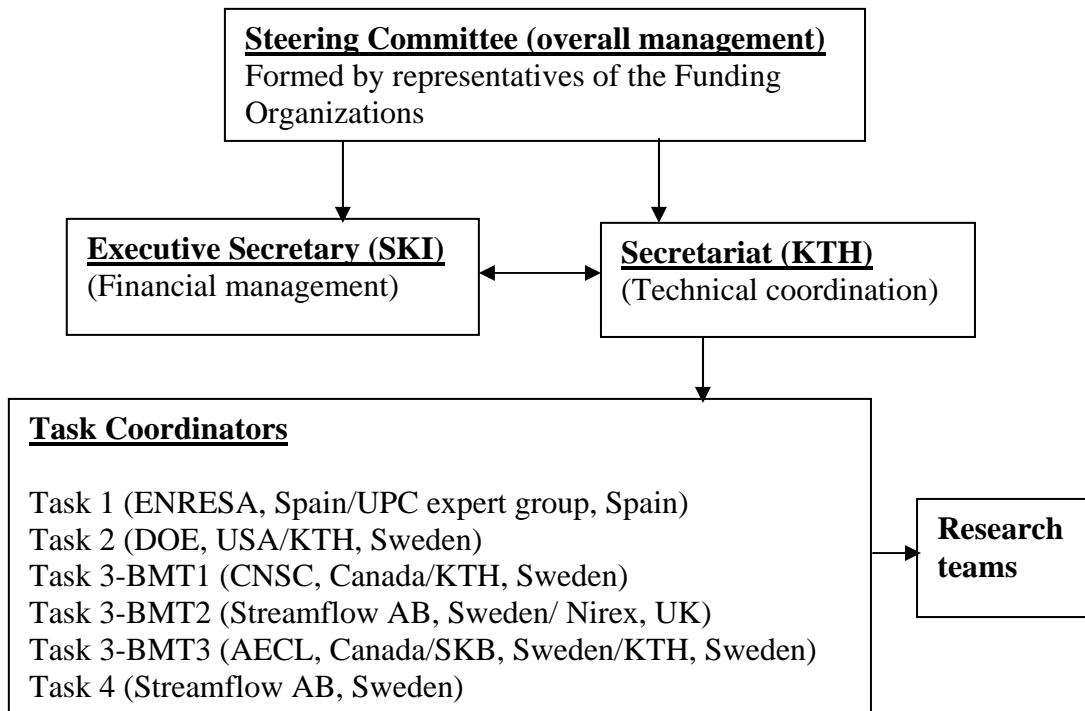 Steering Committee (overall management)
Formed by representatives of the Funding
Organizations
Executive Secretary (SKI)
(Financial management)
Secretariat (KTH)
(Technical coordination)
Task Coordinators
Task 1 (ENRESA, Spain/UPC expert group, Spain)
Task 2 (DOE, USA/KTH, Sweden)
Task 3-BMT1 (CNSC, Canada/KTH, Sweden)
Task 3-BMT2 (Streamflow AB, Sweden/ Nirex, UK)
Task 3-BMT3 (AECL, Canada/SKB, Sweden/KTH, Sweden)
Task 4 (Streamflow AB, Sweden)
Research
teams